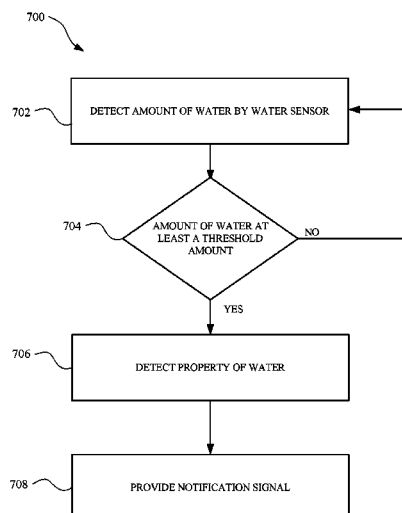 700
702
DETECT AMOUNT OF WATER BY WATER SENSOR
704
AMOUNT OF WATER AT
LEAST A THRESHOLD
AMOUNT
NO
YES
706
DETECT PROPERTY OF WATER
708
PROVIDE NOTIFICATION SIGNAL